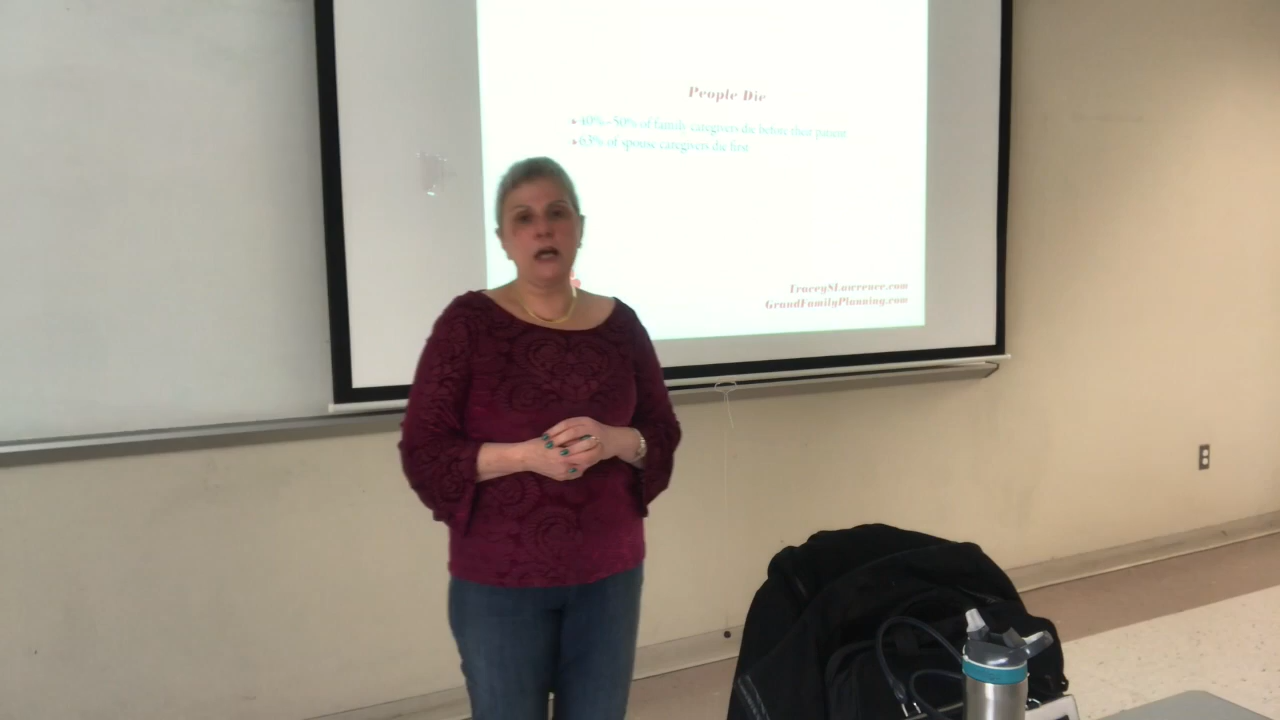 People Die
40%-50% of family caregivers die before their patient
63% of spouse caregivers die first
TraceySLawrence.com
GrandFamilyPlanning.com